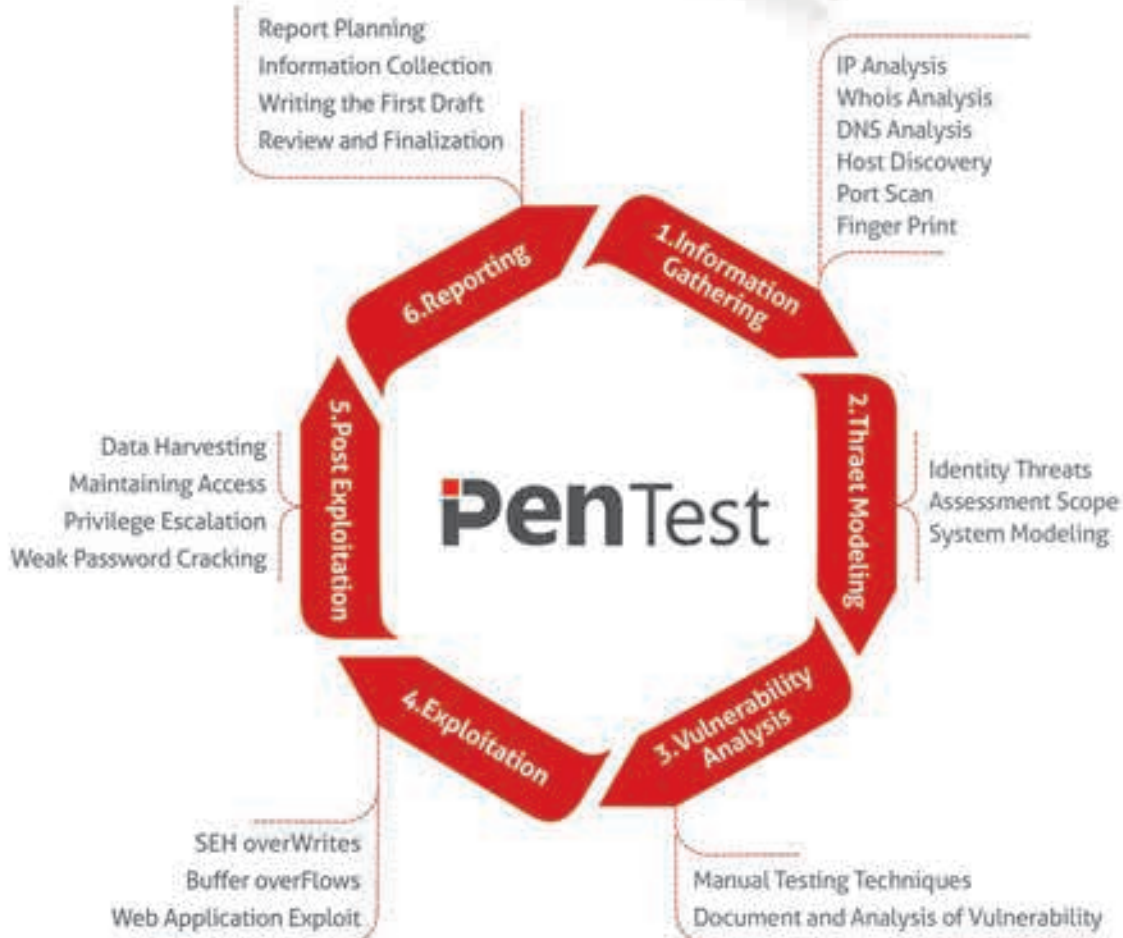 Report Planning
Information Collection
Writing the First Draft
Review and Finalization
IP Analysis
Whois Analysis
DNS Analysis
Host Discovery
Port Scan
Finger Print
1.Information
Gathering
2.Thraet Modeling
Identity Threats
Assessment Scope
System Modeling
3.Vulnerability
Analysis
Manual Testing Techniques
Document and Analysis of Vulnerability
4.Exploitation
SEH overWrites
Buffer overFlows
Web Application Exploit
5.Post Exploitation
Data Harvesting
Maintaining Access
Privilege Escalation
Weak Password Cracking
6.Reporting
PenTest